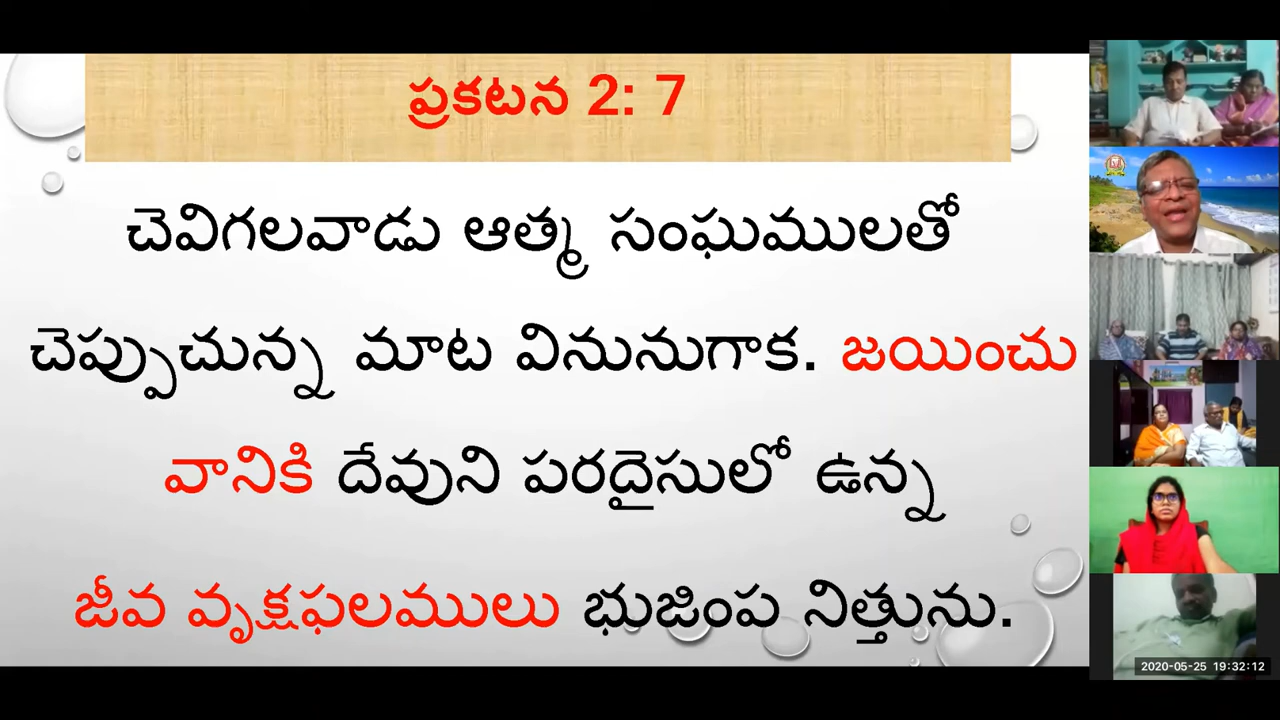 ప్రకటన 2: 7
చెవిగలవాడు ఆత్మ సంఘములతో
చెప్పుచున్న మాట వినునుగాక. జయించు
వానికి దేవుని పరదైసులో ఉన్న
జీవ వృక్షఫలములు భుజింప నిత్తును.
2020-05-25 19:32:12